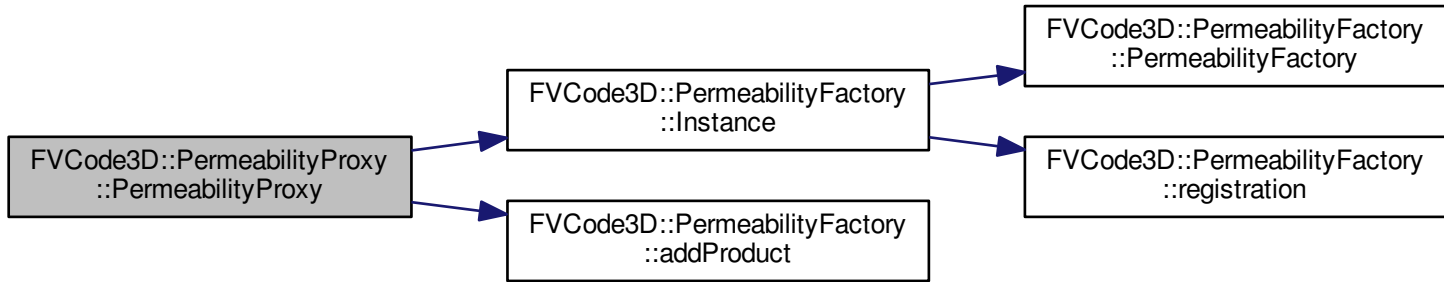 FVCode3D::PermeabilityProxy
::PermeabilityProxy
FVCode3D::PermeabilityFactory
::Instance
FVCode3D::PermeabilityFactory
::addProduct
FVCode3D::PermeabilityFactory
::PermeabilityFactory
FVCode3D::PermeabilityFactory
::registration